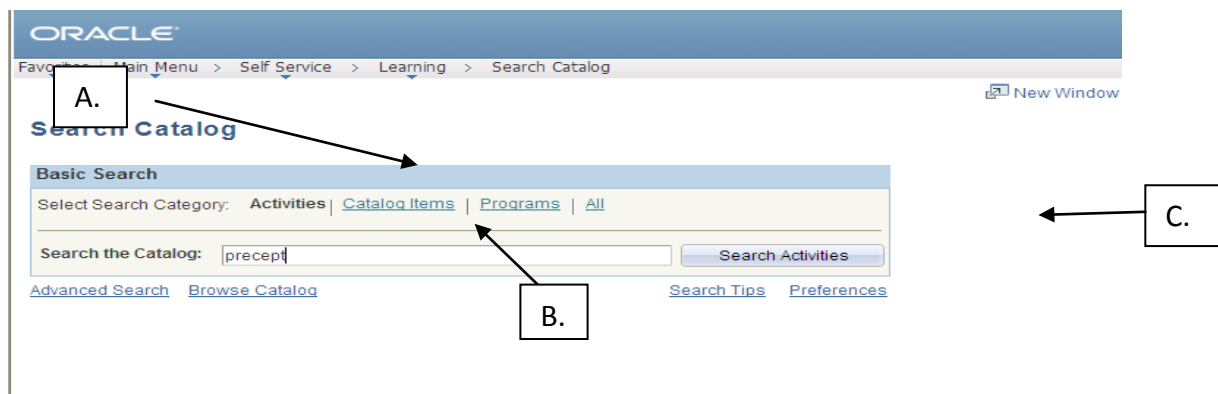 ORACLE
Favorites Main Menu > Self Service > Learning > Search Catalog
New Window
A.
Search Catalog
Basic Search
Select Search Category: Activities | Catalog Items | Programs | All
C.
Search the Catalog: precept Search Activities
Advanced Search Browse Catalog Search Tips Preferences
B.